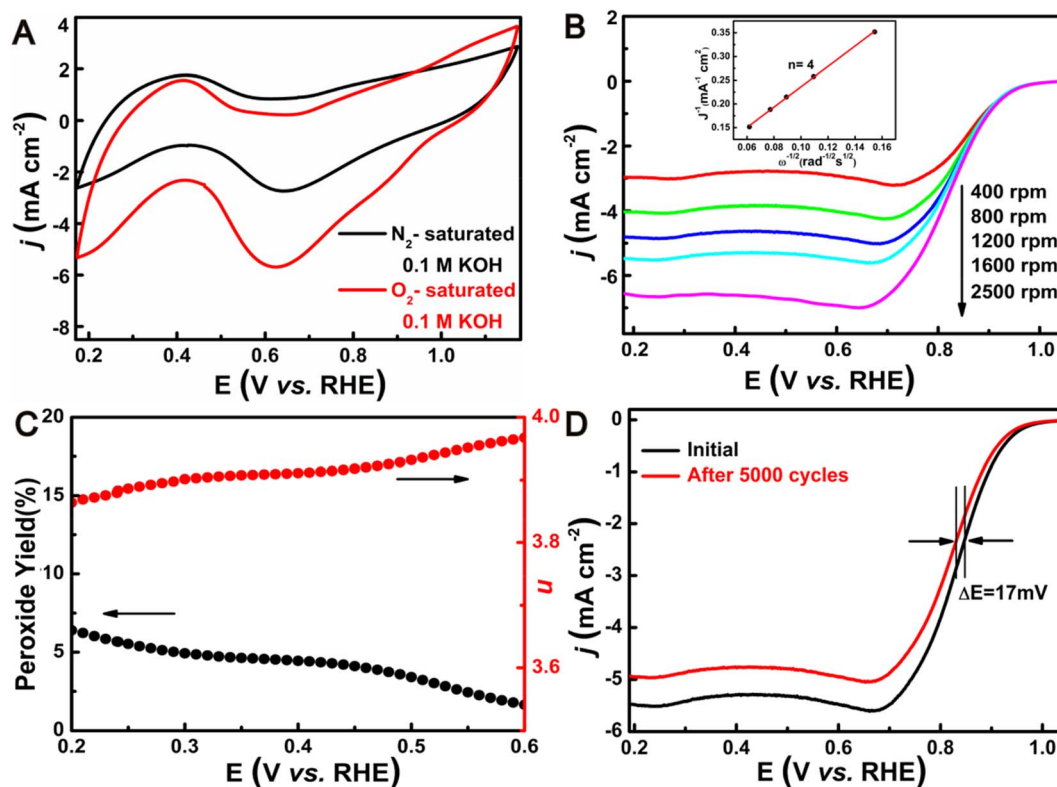 A
4
2
0
-2
-4
-6
-8
j (mA cm-2)
N2- saturated
0.1 M KOH
O2- saturated
0.1 M KOH
0.2 0.4 0.6 0.8 1.0
E (V vs. RHE)
B
4
2
0
-2
-4
-6
j (mA cm-2)
0.35
0.30
0.25
0.20
0.15
J-1(mA-1 cm2)
n= 4
0.06 0.08 0.10 0.12 0.14 0.16
ω-1/2(rad-1/2s1/2)
400 rpm
800 rpm
1200 rpm
1600 rpm
2500 rpm
0.2 0.4 0.6 0.8 1.0
E (V vs. RHE)
C
20
15
10
5
0
Peroxide Yield(%)
4.0
3.8
3.6
n
0.2 0.3 0.4 0.5 0.6
E (V vs. RHE)
D
0
-1
-2
-3
-4
-5
-6
j (mA cm-2)
Initial
After 5000 cycles
ΔE=17mV
0.2 0.4 0.6 0.8 1.0
E (V vs. RHE)